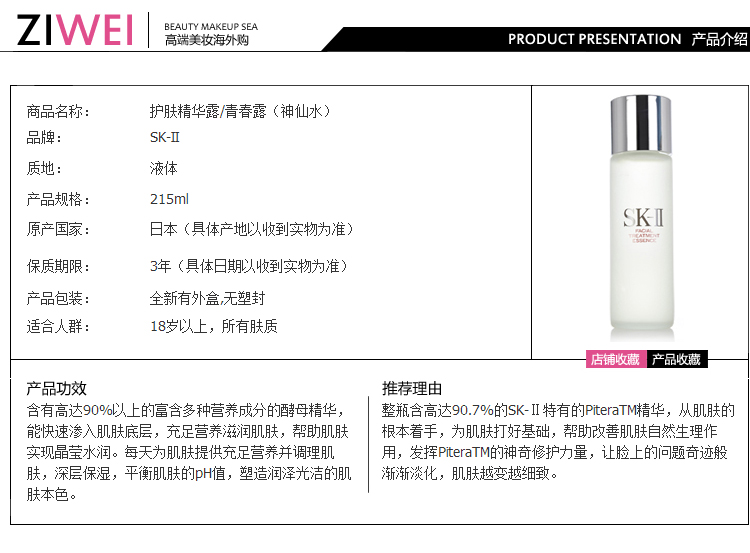 ZIWEI
BEAUTY MAKEUP SEA
高端美妆海外购
PRODUCT PRESENTATION 产品介绍
商品名称： 护肤精华露/青春露（神仙水）
品牌： SK-II
质地： 液体
产品规格： 215ml
原产国家： 日本（具体产地以收到实物为准）
保质期限： 3年（具体日期以收到实物为准）
产品包装： 全新有外盒,无塑封
适合人群： 18岁以上，所有肤质
SK-II
FACIAL
TREATMENT
ESSENCE
店铺收藏 产品收藏
产品功效
含有高达90%以上的富含多种营养成分的酵母精华，
能快速渗入肌肤底层，充足营养滋润肌肤，帮助肌肤
实现晶莹水润。每天为肌肤提供充足营养并调理肌
肤，深层保湿，平衡肌肤的pH值，塑造润泽光洁的肌
肤本色。
推荐理由
整瓶含高达90.7%的SK-Ⅱ特有的PiteraTM精华，从肌肤的
根本着手，为肌肤打好基础，帮助改善肌肤自然生理作
用，发挥PiteraTM的神奇修护力量，让脸上的问题奇迹般
渐渐淡化，肌肤越变越细致。